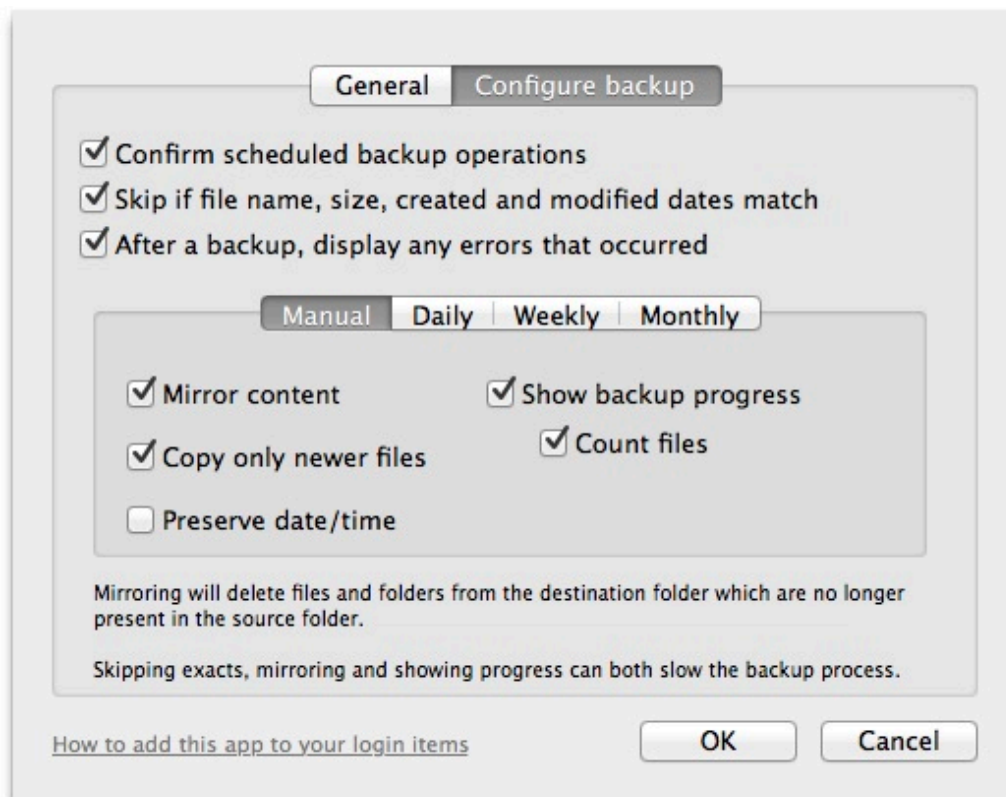 General Configure backup
Confirm scheduled backup operations
Skip if file name, size, created and modified dates match
After a backup, display any errors that occurred
Manual Daily Weekly Monthly
Mirror content Show backup progress
Copy only newer files Count files
Preserve date/time
Mirroring will delete files and folders from the destination folder which are no longer
present in the source folder.
Skipping exacts, mirroring and showing progress can both slow the backup process.
How to add this app to your login items OK Cancel